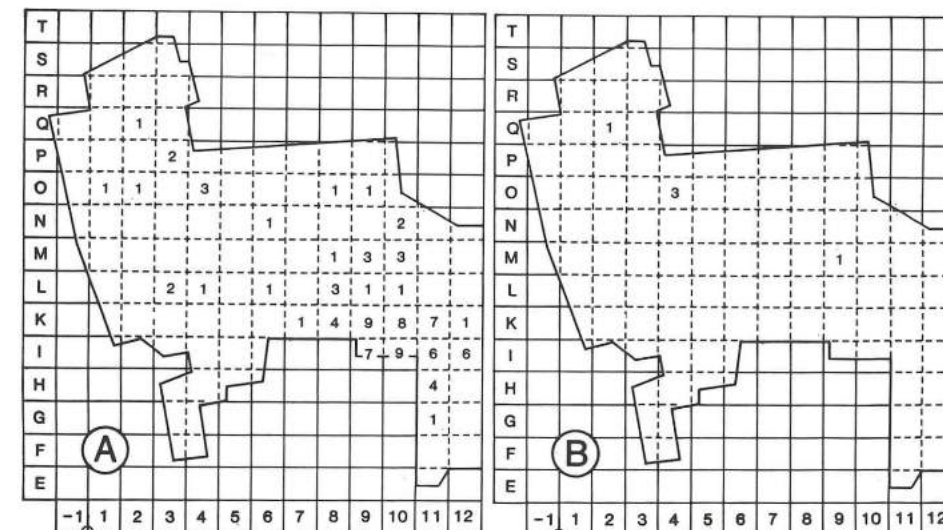 T T
S S
R R
Q 1 Q 1
P 2 P
O 1 1 3 1 1 O 3
N 1 2 N
M 1 3 3 M 1
L 2 1 1 3 1 1 L
K 1 4 9 8 7 1 K
I 7 9 6 6 I
H 4 H
G 1 G
F A F B
E E
-1 1 2 3 4 5 6 7 8 9 10 11 12 -1 1 2 3 4 5 6 7 8 9 10 11 12